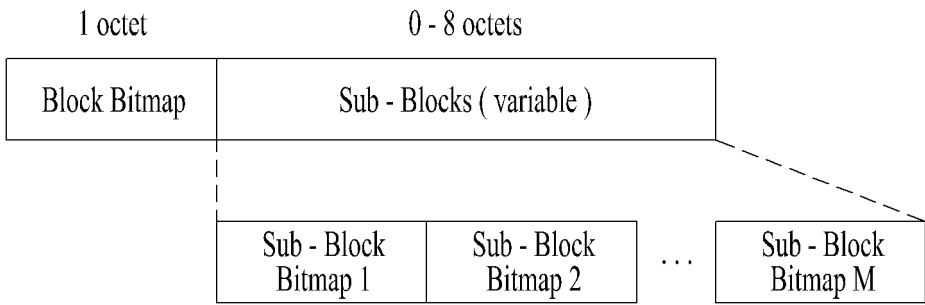 1 octet
0 - 8 octets
Block Bitmap
Sub - Blocks ( variable )
Sub - Block
Bitmap 1
Sub - Block
Bitmap 2
. . .
Sub - Block
Bitmap M